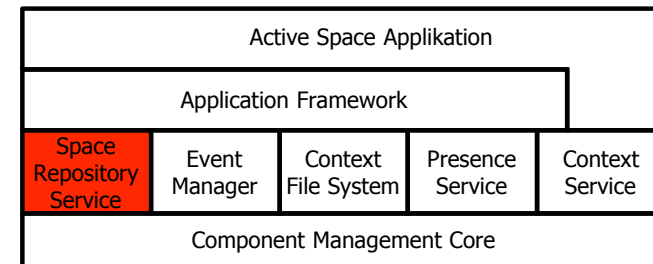 Active Space Applikation
Application Framework
Space
Repository
Service
Event
Manager
Context
File System
Presence
Service
Context
Service
Component Management Core